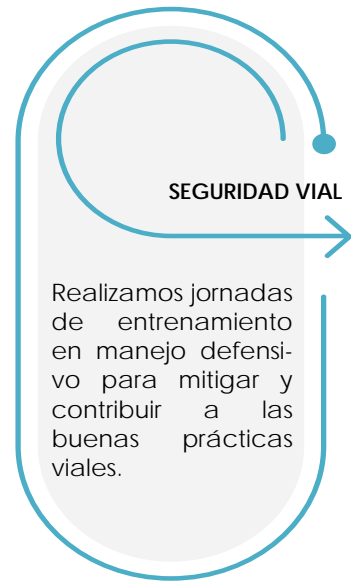 SEGURIDAD VIAL
Realizamos jornadas
de entrenamiento
en manejo defensi-
vo para mitigar y
contribuir a las
buenas prácticas
viales.